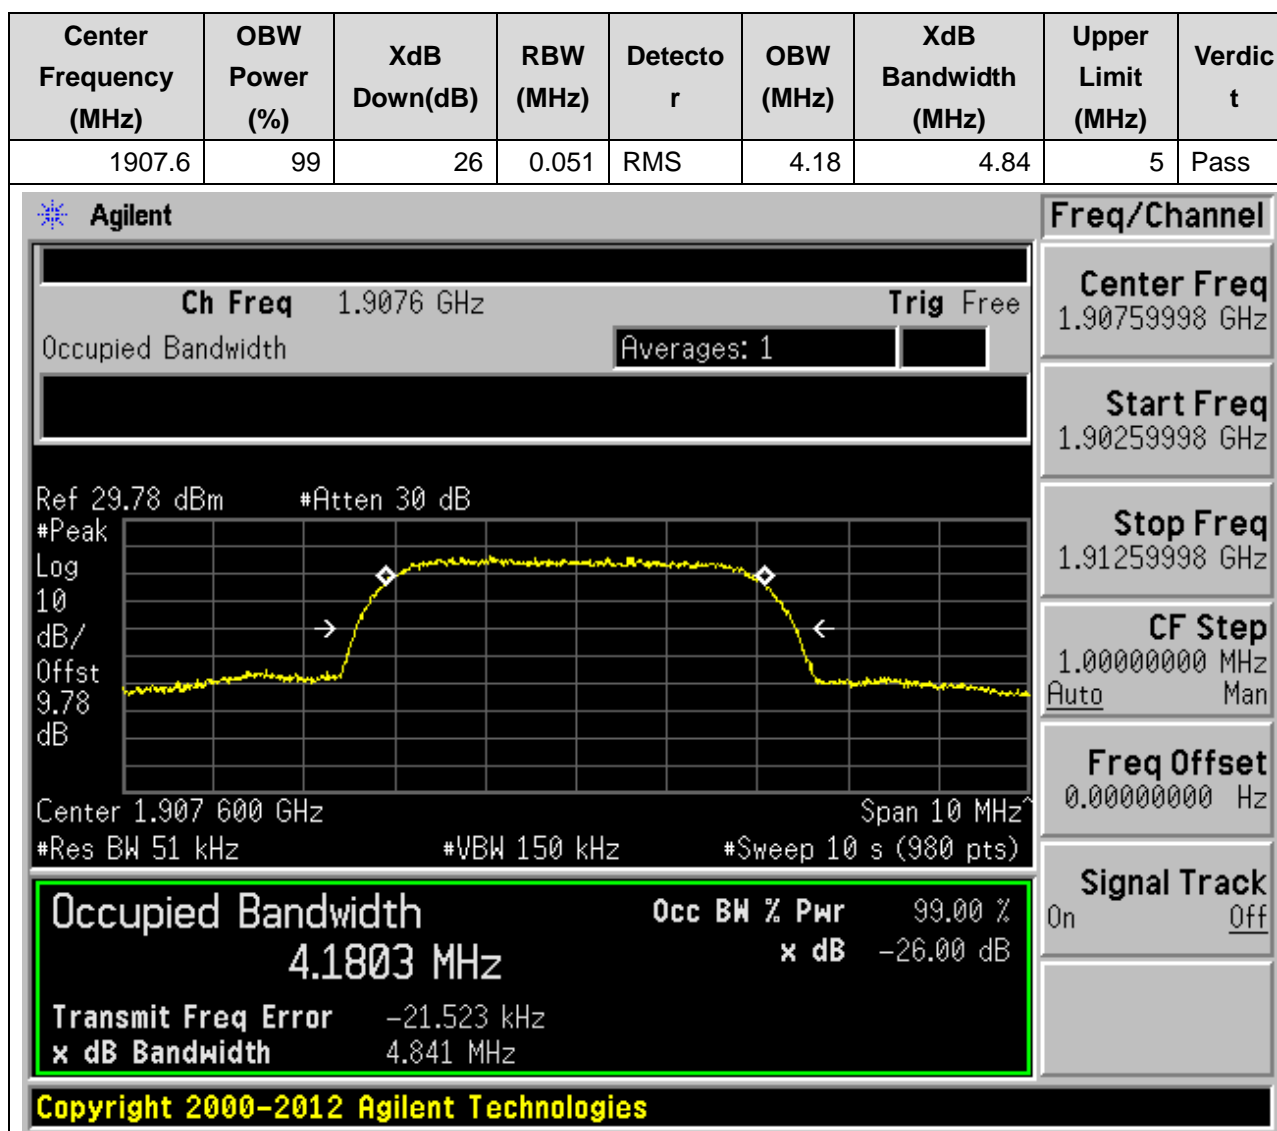 Center Frequency (MHz) OBW Power (%) XdB Down(dB) RBW (MHz) Detecto r OBW (MHz) XdB Bandwidth (MHz) Upper Limit (MHz) Verdic t
1907.6 99 26 0.051 RMS 4.18 4.84 5 Pass
Agilent
Freq/Channel
Ch Freq 1.9076 GHz Trig Free
Occupied Bandwidth Averages: 1
Center Freq
1.90759998 GHz
Start Freq
1.90259998 GHz
Stop Freq
1.91259998 GHz
CF Step
1.00000000 MHz
Auto Man
Freq Offset
0.00000000 Hz
Signal Track
On Off
Ref 29.78 dBm #Atten 30 dB
#Peak
Log
10
dB/
Offst
9.78
dB
Center 1.907 600 GHz Span 10 MHz^
#Res BW 51 kHz #VBW 150 kHz #Sweep 10 s (980 pts)
Occupied Bandwidth Occ BW % Pwr 99.00 %
4.1803 MHz x dB -26.00 dB
Transmit Freq Error -21.523 kHz
x dB Bandwidth 4.841 MHz
Copyright 2000-2012 Agilent Technologies